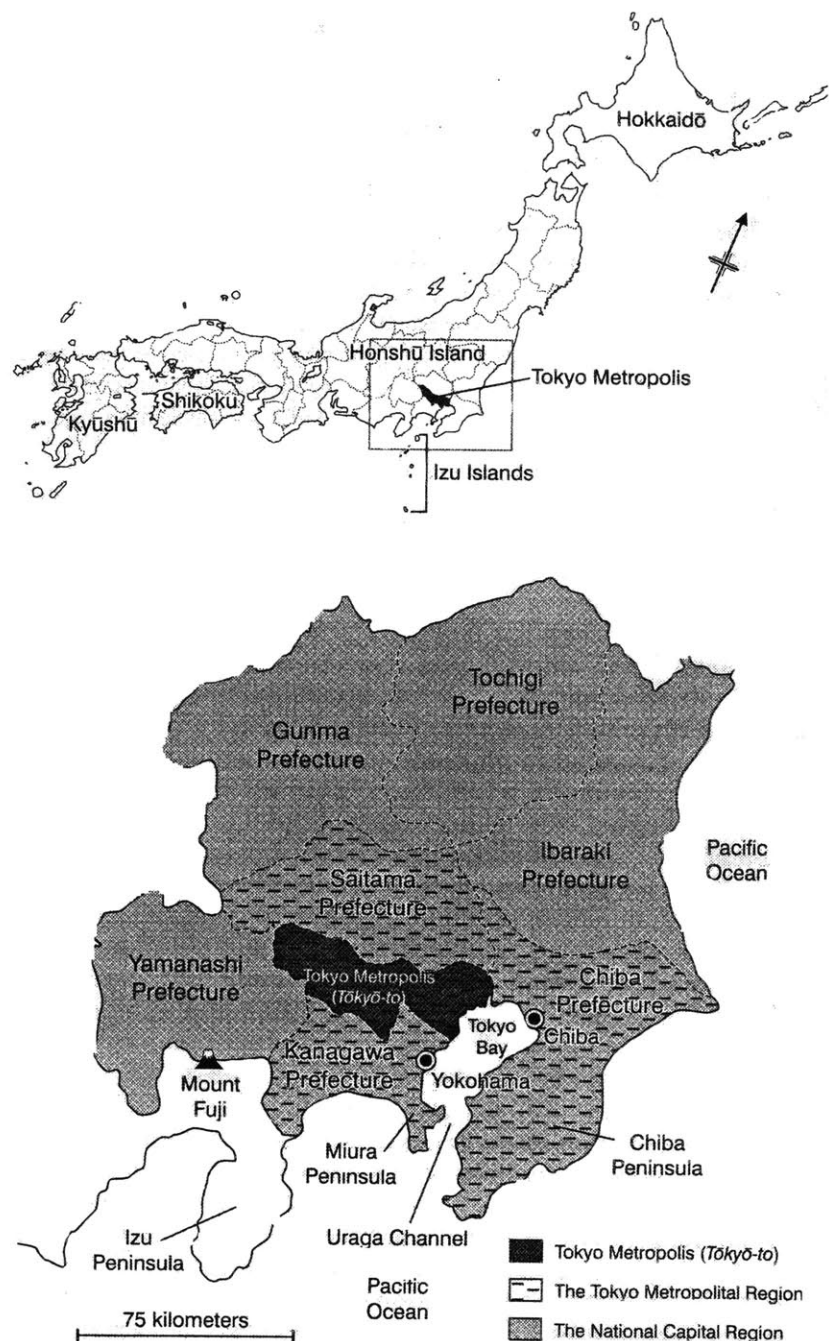 Hokkaidō
Honshū Island
Tokyo Metropolis
Shikoku
Kyūshū
Izu Islands
Tochigi
Prefecture
Gunma
Prefecture
Ibaraki
Prefecture
Pacific
Ocean
Saitama
Prefecture
Yamanashi
Prefecture
Tokyo Metropolis
(Tōkyō-to)
Chiba
Prefecture
Tokyo
Bay
Chiba
Kanagawa
Prefecture
Yokohama
Mount
Fuji
Miura
Peninsula
Chiba
Peninsula
Izu
Peninsula
Uraga Channel
Pacific
Ocean
75 kilometers
Tokyo Metropolis (Tōkyō-to)
The Tokyo Metropolital Region
The National Capital Region